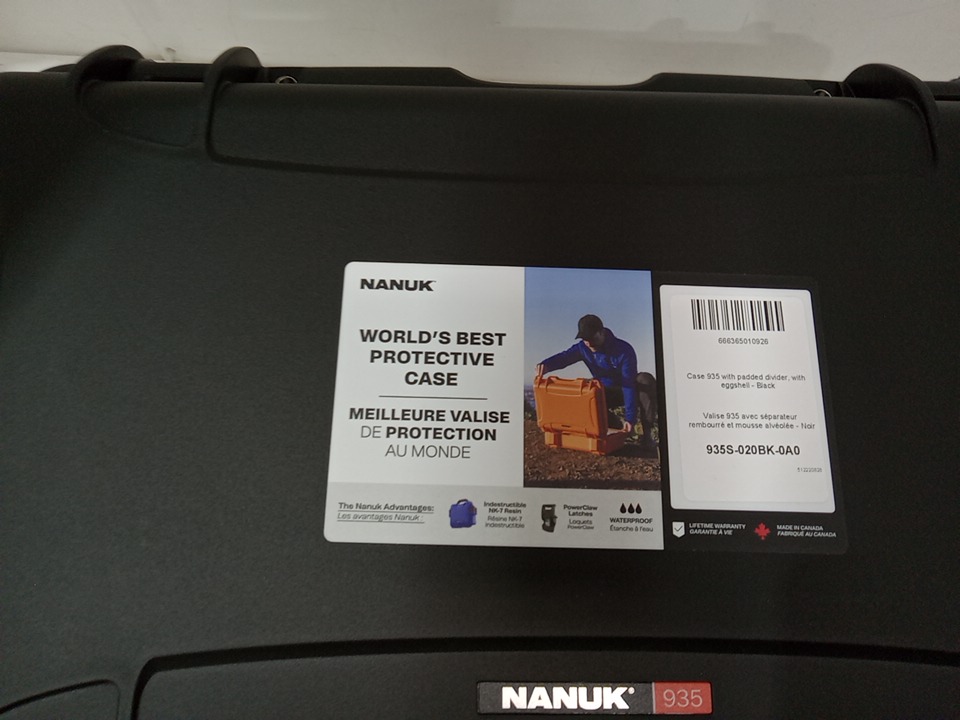 NANUK
WORLD'S BEST
PROTECTIVE
CASE
MEILLEURE VALISE
DE PROTECTION
AU MONDE
The Nanuk Advantages:
Les avantages Nanuk
Indestructible
NK-7 Resin
Résine NK-7
Indestructible
PowerClaw
Latches
Loquets
PowerClaw
WATERPROOF
Étanche à l'eau
666365010926
Case 935 with padded divider, with
eggshell - Black
Valise 935 avec séparateur
rembourré et mousse alvéolée - Noir
935S-020BK-0A0
LIFETIME WARRANTY
GARANTIE À VIE
MADE IN CANADA
FABRIQUÉ AU CANADA
NANUK 935